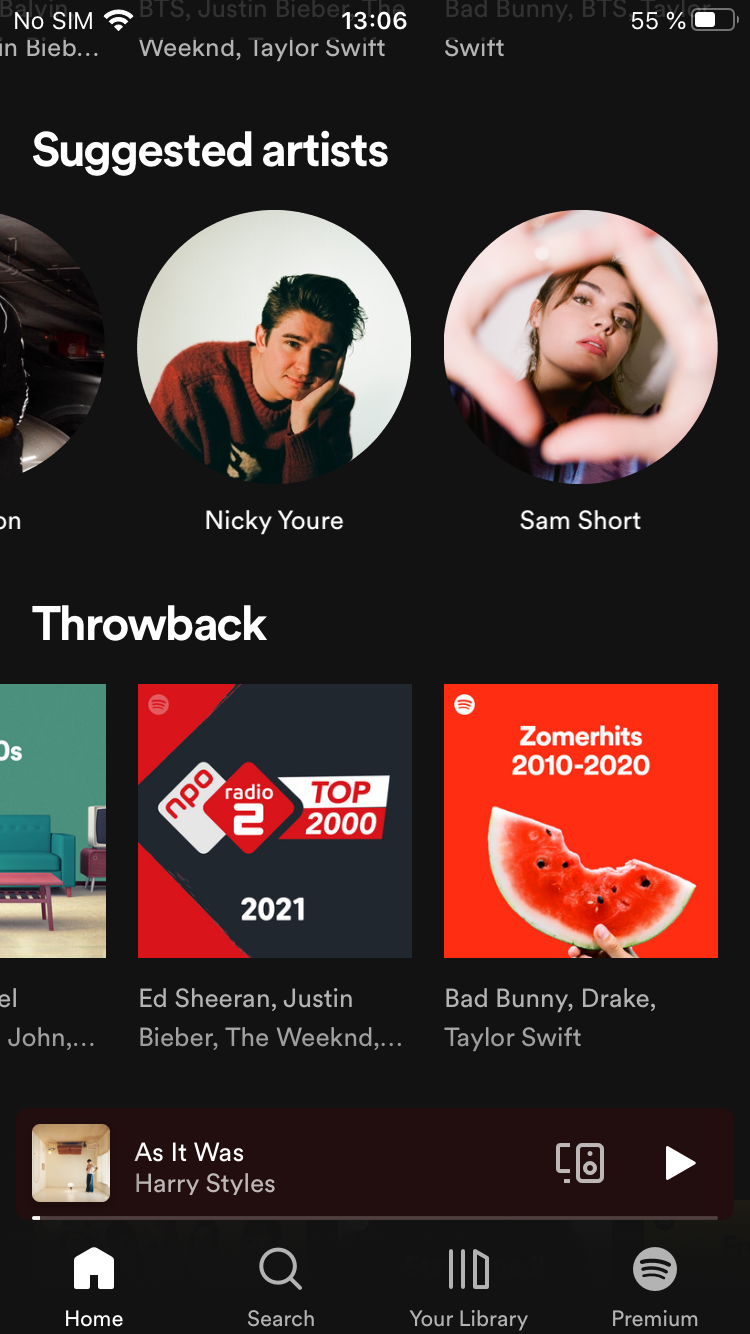 Balvin,
BTS, Justin Bieber, The
Bad Bunny, BTS, Taylor
No SIM
13:06
55 %
in Bieb…
Weeknd, Taylor Swift
Swift
Suggested artists
on
Nicky Youre
Sam Short
Throwback
0s
npo
radio
2
TOP
2000
2021
Zomerhits
2010-2020
el
John,…
Ed Sheeran, Justin
Bieber, The Weeknd,…
Bad Bunny, Drake,
Taylor Swift
As It Was
Harry Styles
Home
Search
Your Library
Premium